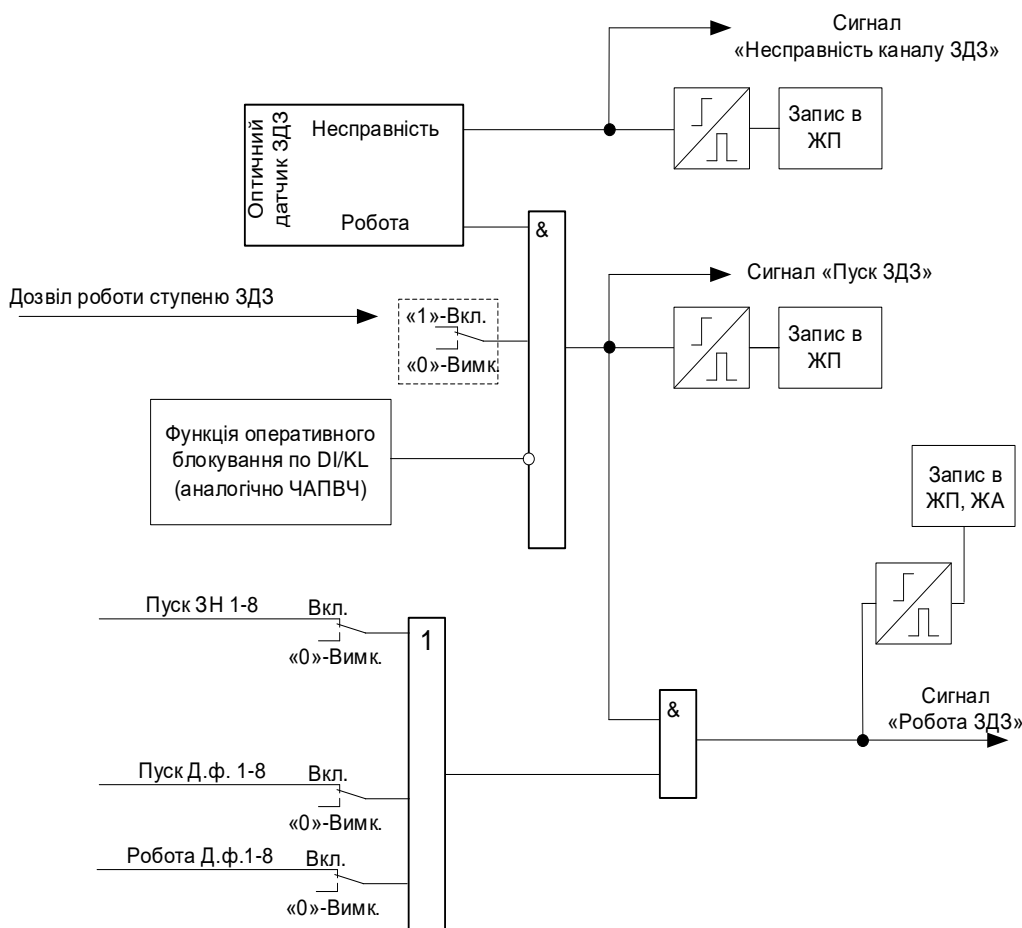 Сигнал
«Несправність каналу ЗДЗ»
Оптичний
датчик ЗДЗ
Несправність
Запис в
ЖП
Робота
&
Сигнал «Пуск ЗДЗ»
Дозвіл роботи ступеню ЗДЗ
«1»-Вкл.
«0»-Вимк.
Запис в
ЖП
Функція оперативного
блокування по DI/KL
(аналогічно ЧАПВЧ)
Запис в
ЖП, ЖА
Пуск ЗН 1-8
Вкл.
«0»-Вимк.
1
&
Сигнал
«Робота ЗДЗ»
Пуск Д.ф. 1-8
Вкл.
«0»-Вимк.
Робота Д.ф.1-8
Вкл.
«0»-Вимк.